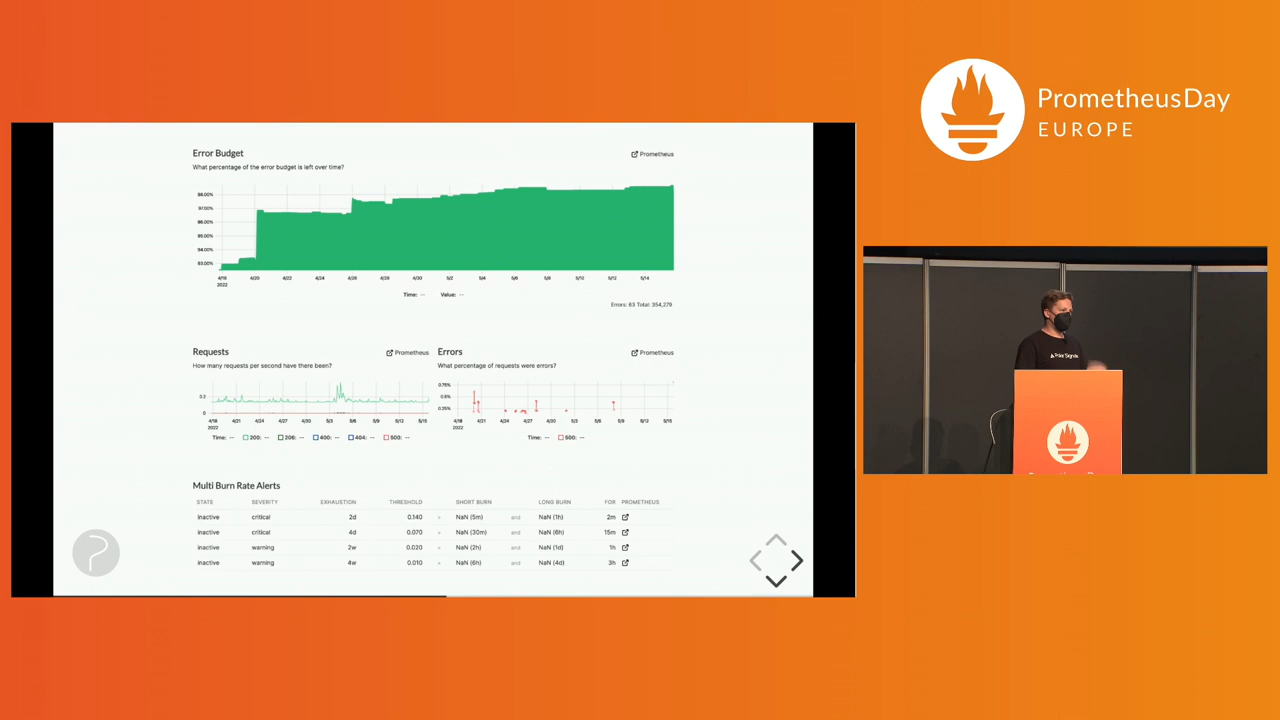 PrometheusDay
EUROPE
Error Budget
Prometheus
What percentage of the error budget is left over time?
98.00%
97.00%
96.00%
95.00%
94.00%
93.00%
4/18 4/20 4/22 4/24 4/26 4/28 4/30 5/2 5/4 5/6 5/8 5/10 5/12 5/14
2022
Time: -- Value: --
Errors: 63 Total: 354,279
Requests
Prometheus
How many requests per second have there been?
0.2
0
4/18 4/21 4/24 4/27 4/30 5/3 5/6 5/9 5/12 5/15
2022
Time: -- 200: -- 206: -- 400: -- 404: -- 500: --
Errors
Prometheus
What percentage of requests were errors?
0.75%
0.5%
0.25%
4/18 4/21 4/24 4/27 4/30 5/3 5/6 5/9 5/12 5/15
2022
Time: -- 500: --
Multi Burn Rate Alerts
STATE SEVERITY EXHAUSTION THRESHOLD SHORT BURN LONG BURN FOR PROMETHEUS
inactive critical 2d 0.140 NaN (5m) and NaN (1h) 2m
inactive critical 4d 0.070 NaN (30m) and NaN (6h) 15m
inactive warning 2w 0.020 NaN (2h) and NaN (1d) 1h
inactive warning 4w 0.010 NaN (6h) and NaN (4d) 3h
Polar Signals